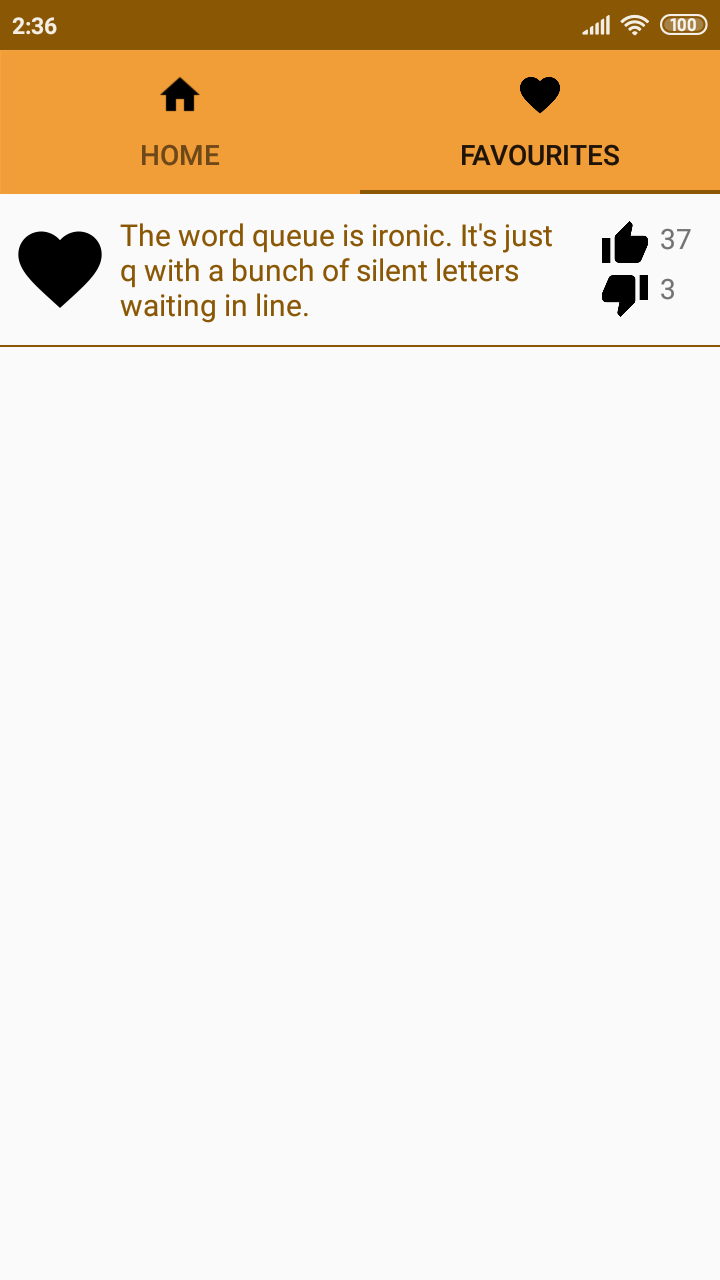 2:36
100
HOME
FAVOURITES
The word queue is ironic. It's just
q with a bunch of silent letters
waiting in line.
37
3